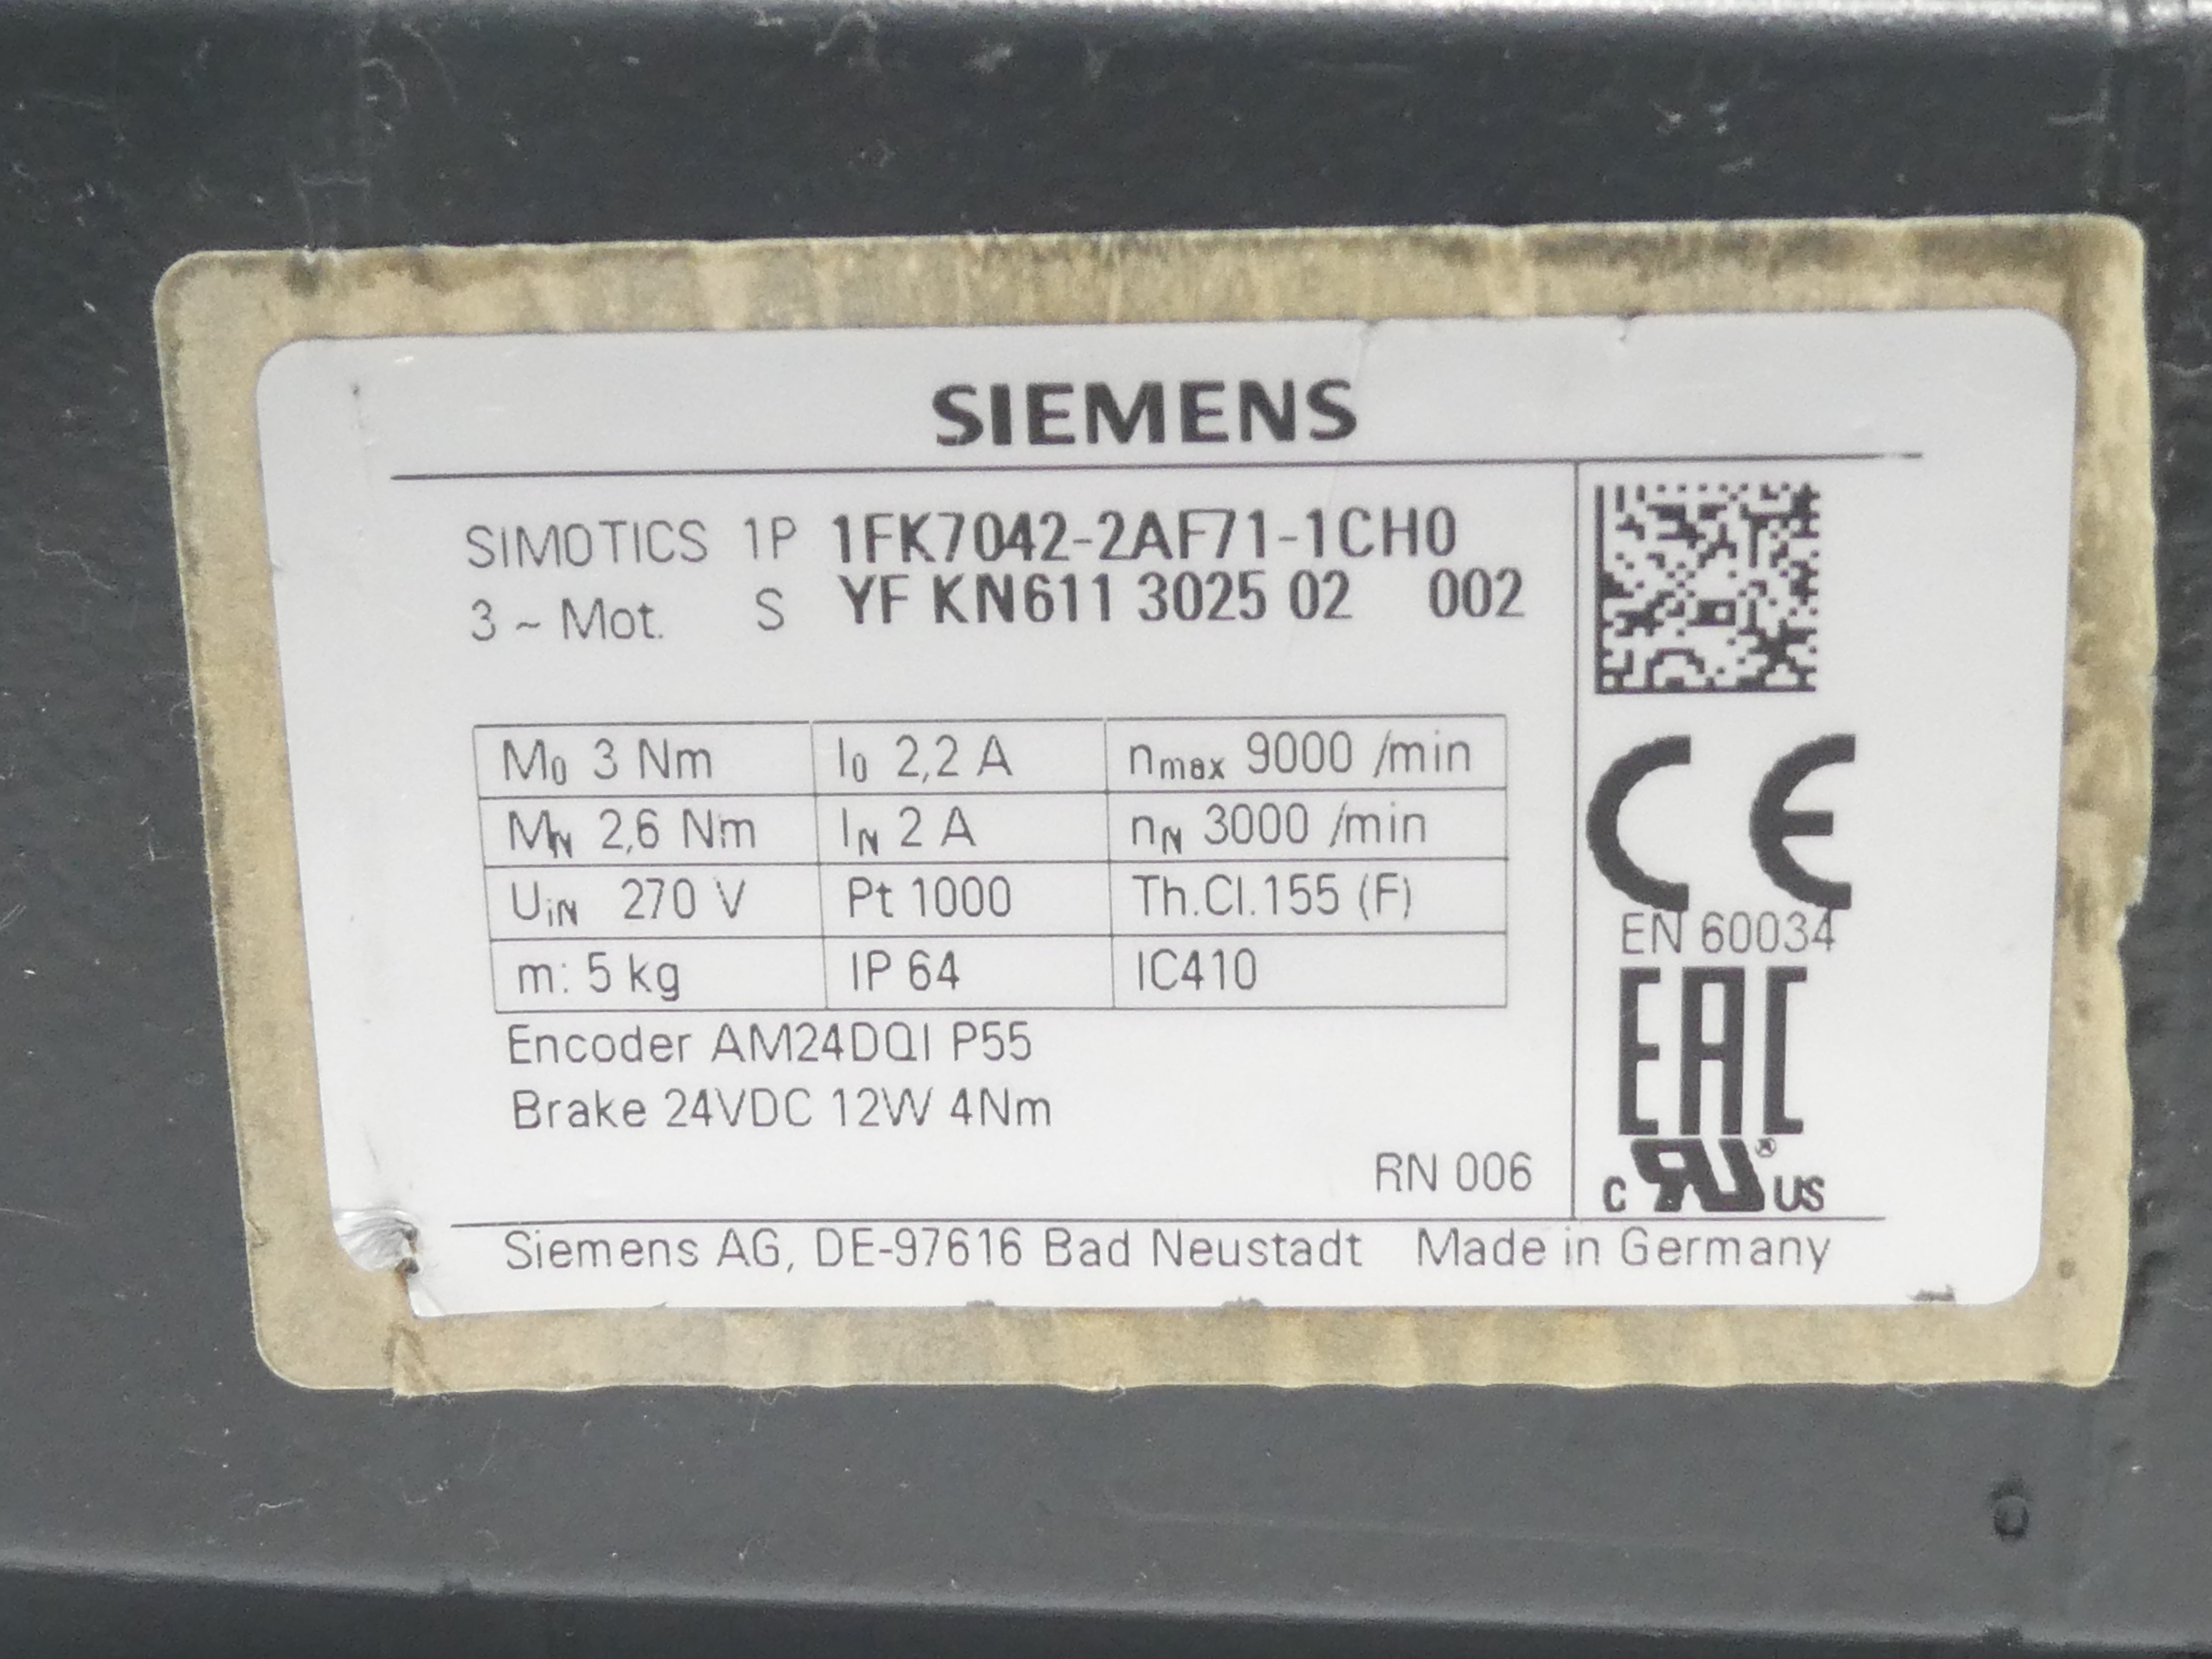 SIEMENS
SIMOTICS 1P 1FK7042-2AF71-1CH0
3 ~ Mot. S YF KN611 3025 02 002
M0 3 Nm I0 2,2 A nmax 9000 /min
MN 2,6 Nm IN 2 A nN 3000 /min
UiN 270 V Pt 1000 Th.Cl.155 (F)
m: 5 kg IP 64 IC410
Encoder AM24DQI P55
Brake 24VDC 12W 4Nm
RN 006
CE
EN 60034
EAC
c RU ® US
Siemens AG, DE-97616 Bad Neustadt Made in Germany